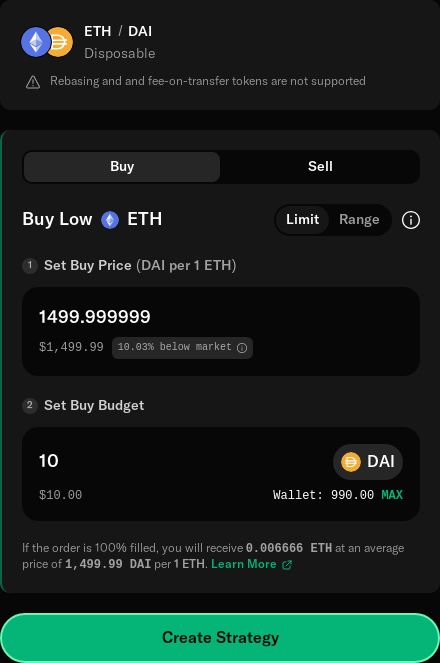 ETH / DAI
Disposable
Rebasing and and fee-on-transfer tokens are not supported
Buy
Sell
Buy Low ETH
Limit
Range
1 Set Buy Price (DAI per 1 ETH)
1499.999999
$1,499.99 10.03% below market
2 Set Buy Budget
10
DAI
$10.00
Wallet: 990.00 MAX
If the order is 100% filled, you will receive 0.006666 ETH at an average
price of 1,499.99 DAI per 1 ETH. Learn More
Create Strategy